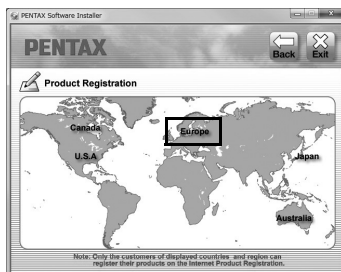 PENTAX Software Installer
PENTAX
Back
Exit
Product Registration
Canada
Europe
U.S.A
Japan
Australia
Note: Only the customers of displayed countries and region can
register their products on the Internet Product Registration.